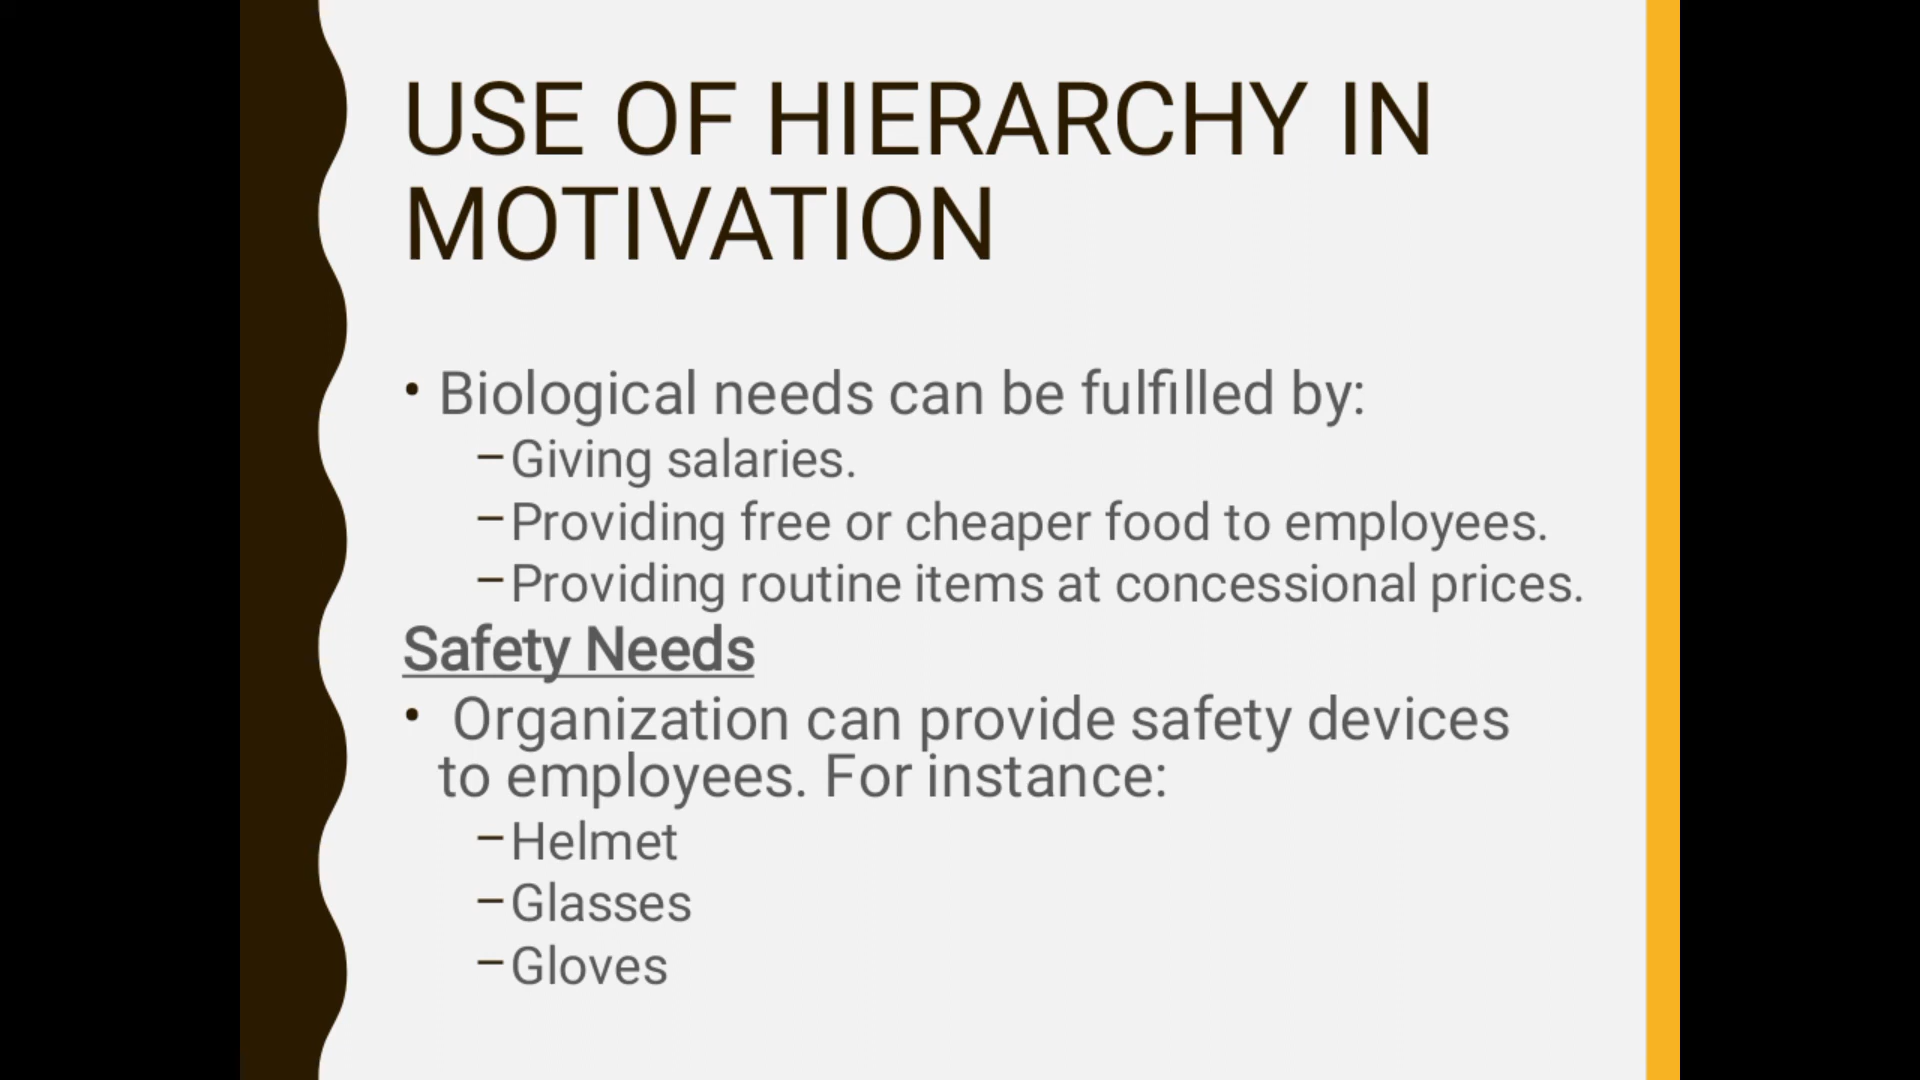 USE OF HIERARCHY IN
MOTIVATION
• Biological needs can be fulfilled by:
–Giving salaries.
–Providing free or cheaper food to employees.
–Providing routine items at concessional prices.
Safety Needs
• Organization can provide safety devices
to employees. For instance:
–Helmet
–Glasses
–Gloves